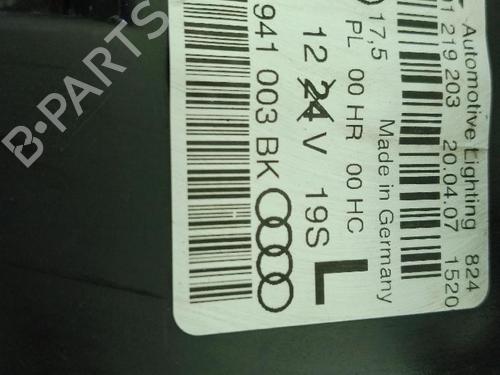 Automotive Lighting 824
219 203 20.04.07 1520
Made in Germany
17,5
PL 00 HR 00 HC
12 24 V 19S L
941 003 BK
B-PARTS